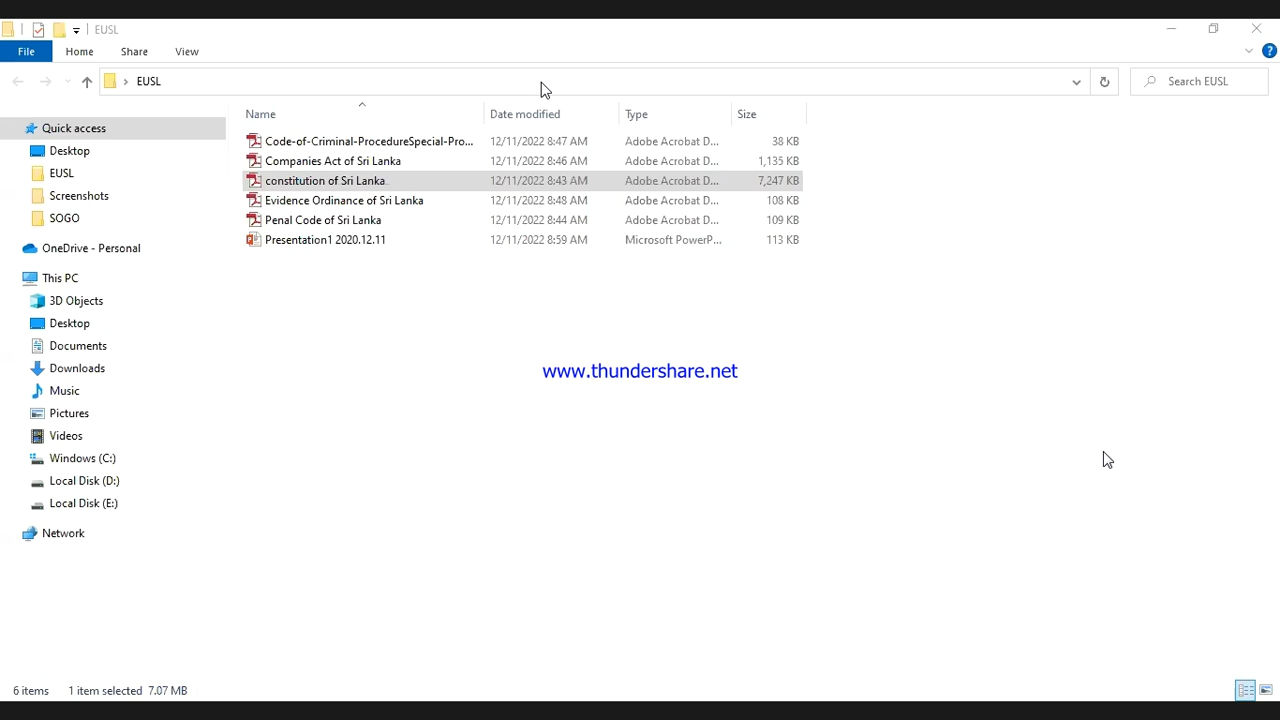 EUSL
File Home Share View
EUSL
Search EUSL
Name Date modified Type Size
Quick access
Desktop
EUSL
Screenshots
SOGO
OneDrive - Personal
This PC
3D Objects
Desktop
Documents
Downloads
Music
Pictures
Videos
Windows (C:)
Local Disk (D:)
Local Disk (E:)
Network
Code-of-Criminal-ProcedureSpecial-Pro... 12/11/2022 8:47 AM Adobe Acrobat D... 38 KB
Companies Act of Sri Lanka 12/11/2022 8:46 AM Adobe Acrobat D... 1,135 KB
constitution of Sri Lanka.. 12/11/2022 8:43 AM Adobe Acrobat D... 7,247 KB
Evidence Ordinance of Sri Lanka 12/11/2022 8:48 AM Adobe Acrobat D... 108 KB
Penal Code of Sri Lanka 12/11/2022 8:44 AM Adobe Acrobat D... 109 KB
Presentation1 2020.12.11 12/11/2022 8:59 AM Microsoft PowerP... 113 KB
www.thundershare.net
6 items 1 item selected 7.07 MB